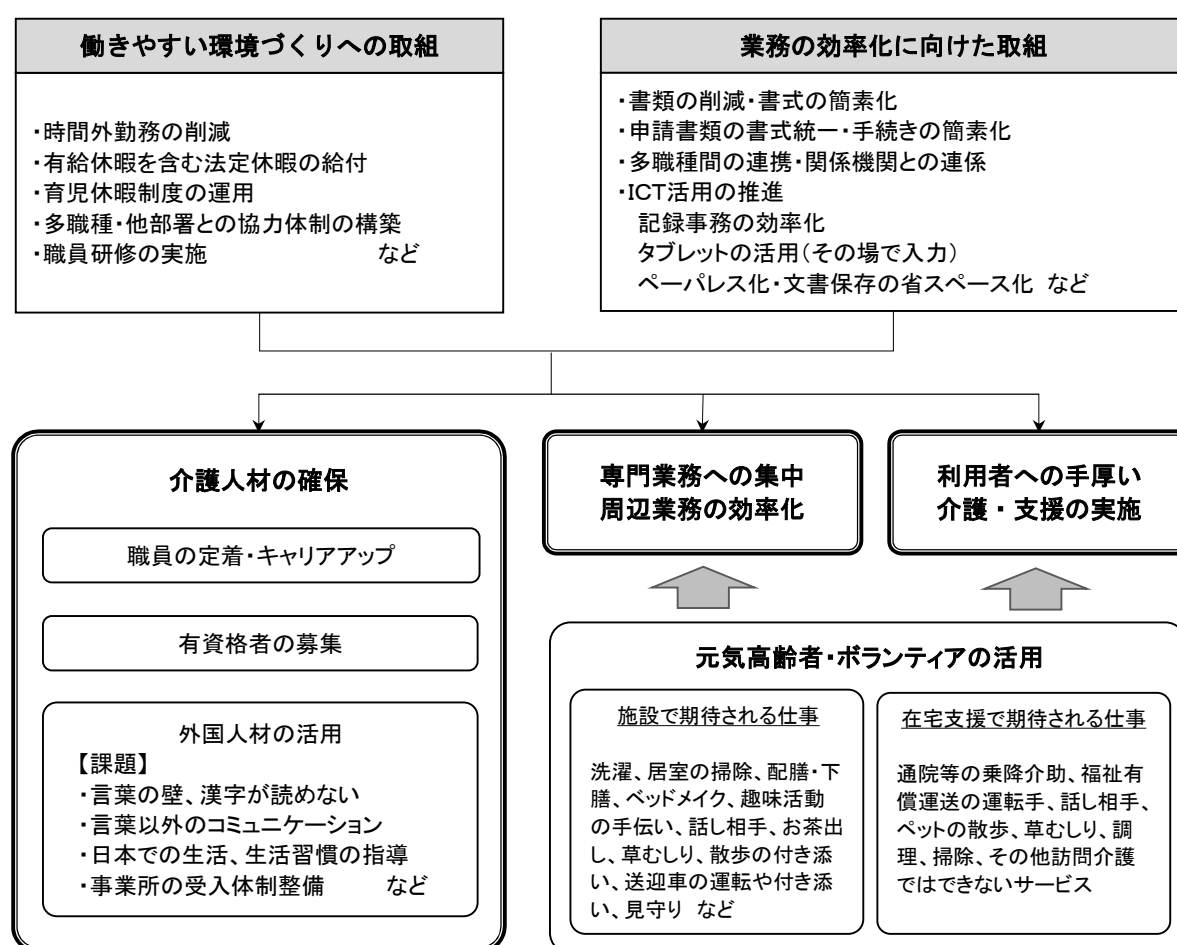 働きやすい環境づくりへの取組
・時間外勤務の削減
・有給休暇を含む法定休暇の給付
・育児休暇制度の運用
・多職種・他部署との協力体制の構築
・職員研修の実施 など
業務の効率化に向けた取組
・書類の削減・書式の簡素化
・申請書類の書式統一・手続きの簡素化
・多職種間の連携・関係機関との連係
・ICT活用の推進
記録事務の効率化
タブレットの活用(その場で入力)
ペーパレス化・文書保存の省スペース化 など
介護人材の確保
職員の定着・キャリアアップ
有資格者の募集
外国人材の活用
【課題】
・言葉の壁、漢字が読めない
・言葉以外のコミュニケーション
・日本での生活、生活習慣の指導
・事業所の受入体制整備 など
専門業務への集中
周辺業務の効率化
利用者への手厚い
介護・支援の実施
元気高齢者・ボランティアの活用
施設で期待される仕事
洗濯、居室の掃除、配膳・下
膳、ベッドメイク、趣味活動
の手伝い、話し相手、お茶出
し、草むしり、散歩の付き添
い、送迎車の運転や付き添
い、見守り など
在宅支援で期待される仕事
通院等の乗降介助、福祉有
償運送の運転手、話し相手、
ペットの散歩、草むしり、調
理、掃除、その他訪問介護
ではできないサービス